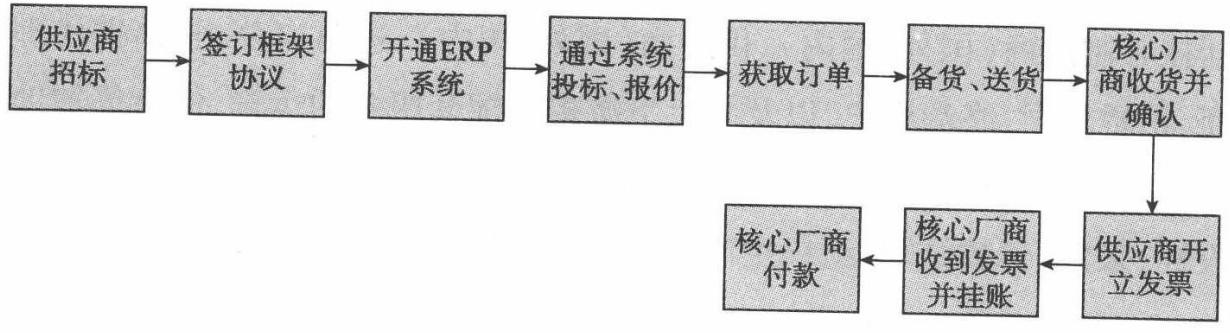 供应商
招标
签订框架
协议
开通ERP
系统
通过系统
投标、报价
获取订单
备货、送货
核心厂
商收货并
确认
供应商开
立发票
核心厂商
收到发票
并挂账
核心厂商
付款